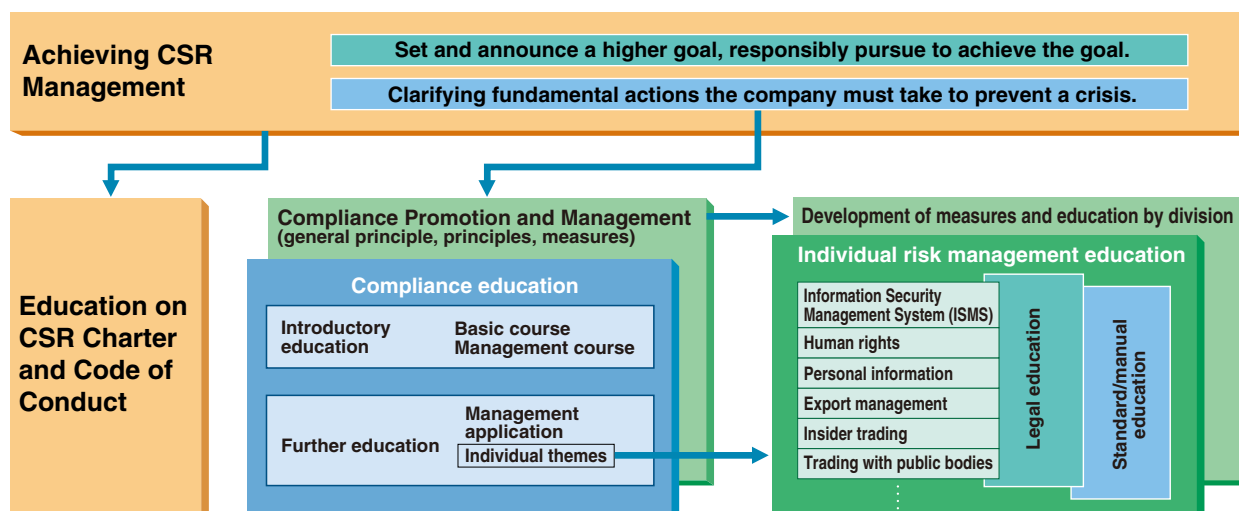 Achieving CSR
Management
Set and announce a higher goal, responsibly pursue to achieve the goal.
Clarifying fundamental actions the company must take to prevent a crisis.
Education on
CSR Charter
and Code of
Conduct
Compliance Promotion and Management
(general principle, principles, measures)
Compliance education
Introductory
education
Basic course
Management course
Further education
Management
application
Individual themes
Development of measures and education by division
Individual risk management education
Information Security
Management System (ISMS)
Human rights
Personal information
Export management
Insider trading
Trading with public bodies
Legal education
Standard/manual
education